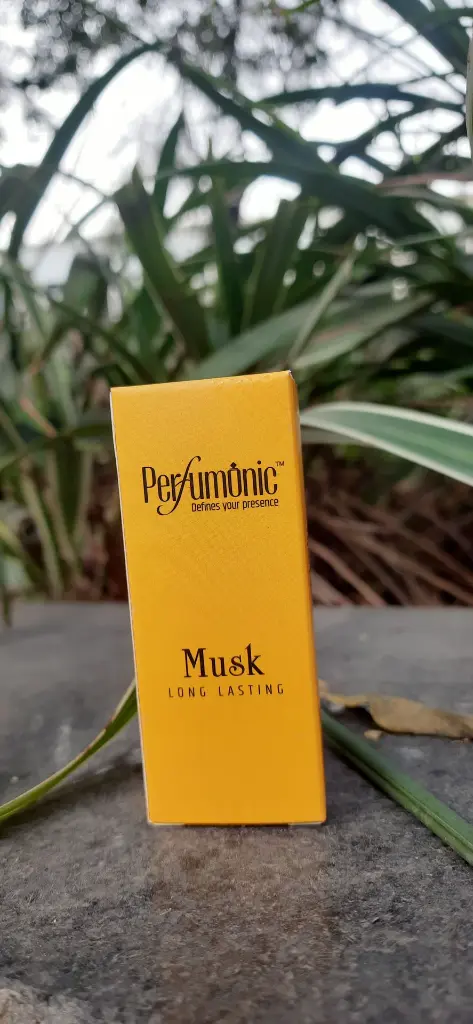 Perfumonic™
Defines your presence
Musk
LONG LASTING